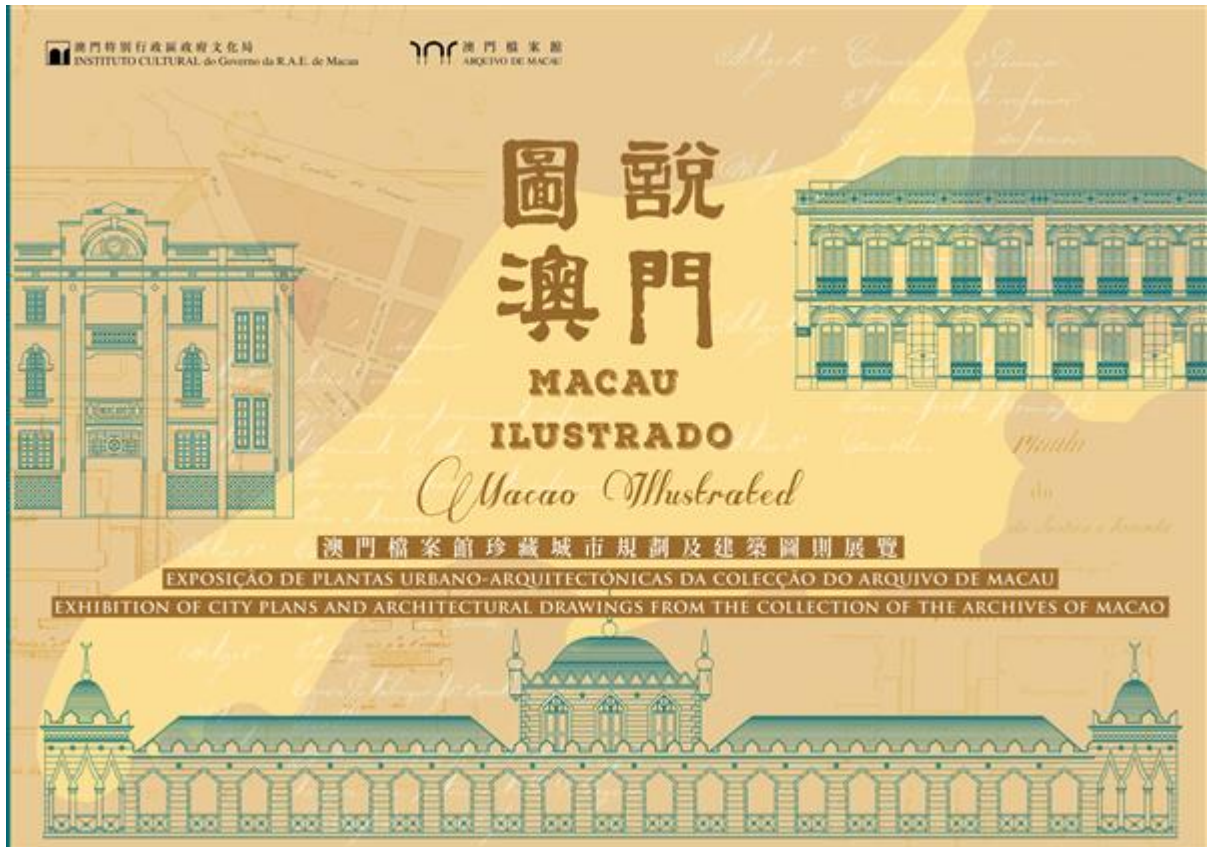 澳門特別行政區政府文化局
INSTITUTO CULTURAL do Governo da R.A.E. de Macau
澳門檔案館
ARQUIVO DE MACAU
圖說
澳門
MACAU
ILUSTRADO
Macao Illustrated
澳門檔案館珍藏城市規劃及建築圖則展覽
EXPOSIÇÃO DE PLANTAS URBANO-ARQUITECTÓNICAS DA COLECÇÃO DO ARQUIVO DE MACAU
EXHIBITION OF CITY PLANS AND ARCHITECTURAL DRAWINGS FROM THE COLLECTION OF THE ARCHIVES OF MACAO
Planta
do